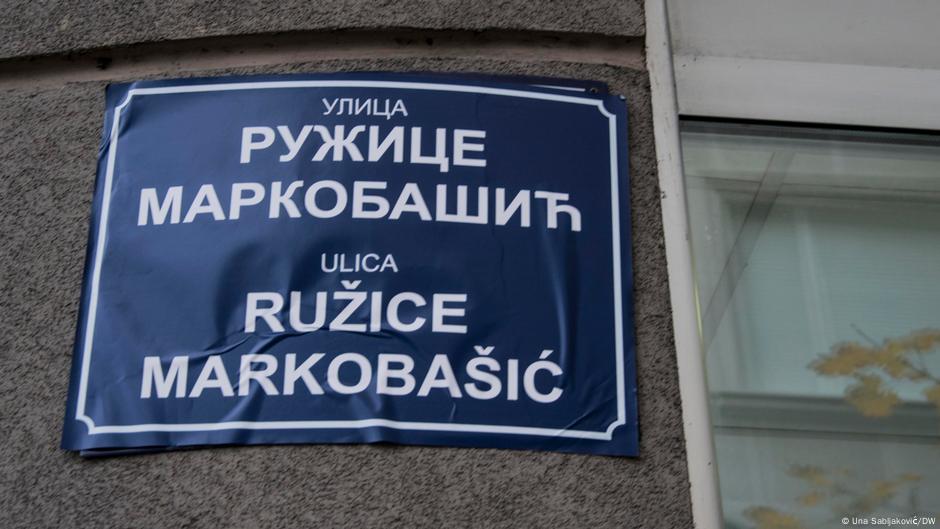 УЛИЦА
РУЖИЦЕ
МАРКОБАШИЋ
ULICA
RUŽICE
MARKOBAŠIĆ
© Una Sabljaković/DW